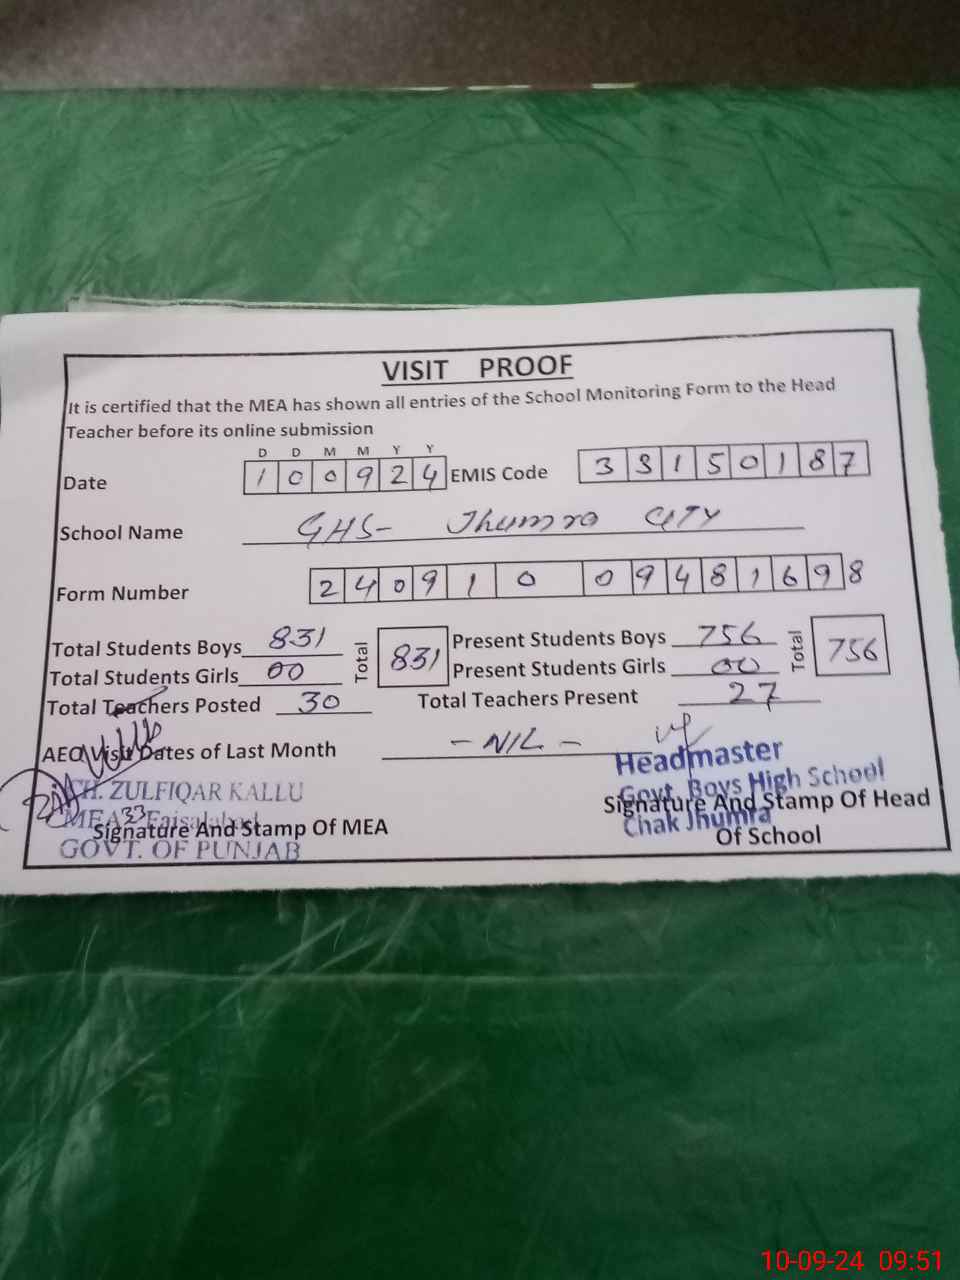 VISIT PROOF
It is certified that the MEA has shown all entries of the School Monitoring Form to the Head
Teacher before its online submission
D D M M Y Y
Date 1 0 0 9 2 4 EMIS Code 3 3 1 5 0 1 8 7
School Name GHS- Jhumra CITY
Form Number 2 4 0 9 1 0 0 9 4 8 1 6 9 8
Total Students Boys 831 Total 831 Present Students Boys 756 Total 756
Total Students Girls 00 Present Students Girls 00
Total Teachers Posted 30 Total Teachers Present 27
AEO Visit Dates of Last Month - NIL -
Headmaster
Govt. Boys High School
Chak Jhumra
CH. ZULFIQAR KALLU
MEA 33 Faisalabad
GOVT. OF PUNJAB
Signature And Stamp Of MEA
Signature And Stamp Of Head
Of School
10-09-24 09:51